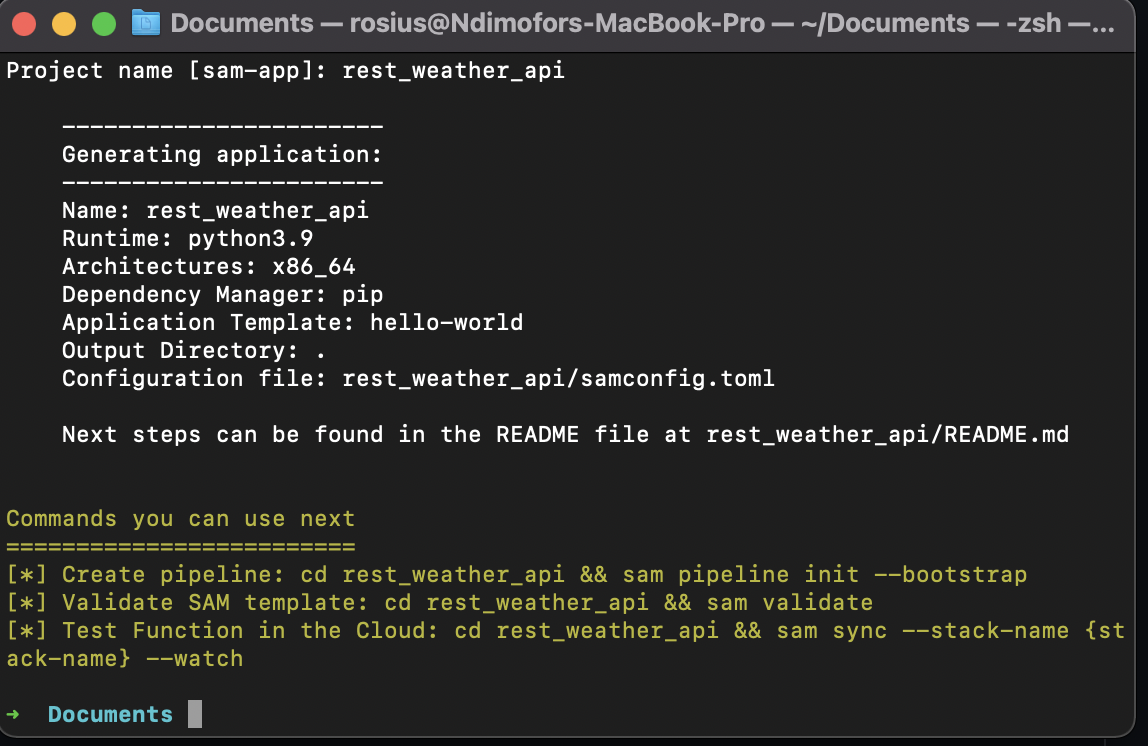 Documents — rosius@Ndimofors-MacBook-Pro — ~/Documents — -zsh —...
Project name [sam-app]: rest_weather_api
-----------------------
Generating application:
-----------------------
Name: rest_weather_api
Runtime: python3.9
Architectures: x86_64
Dependency Manager: pip
Application Template: hello-world
Output Directory: .
Configuration file: rest_weather_api/samconfig.toml
Next steps can be found in the README file at rest_weather_api/README.md
Commands you can use next
=========================
[*] Create pipeline: cd rest_weather_api && sam pipeline init --bootstrap
[*] Validate SAM template: cd rest_weather_api && sam validate
[*] Test Function in the Cloud: cd rest_weather_api && sam sync --stack-name {st
ack-name} --watch
➜ Documents